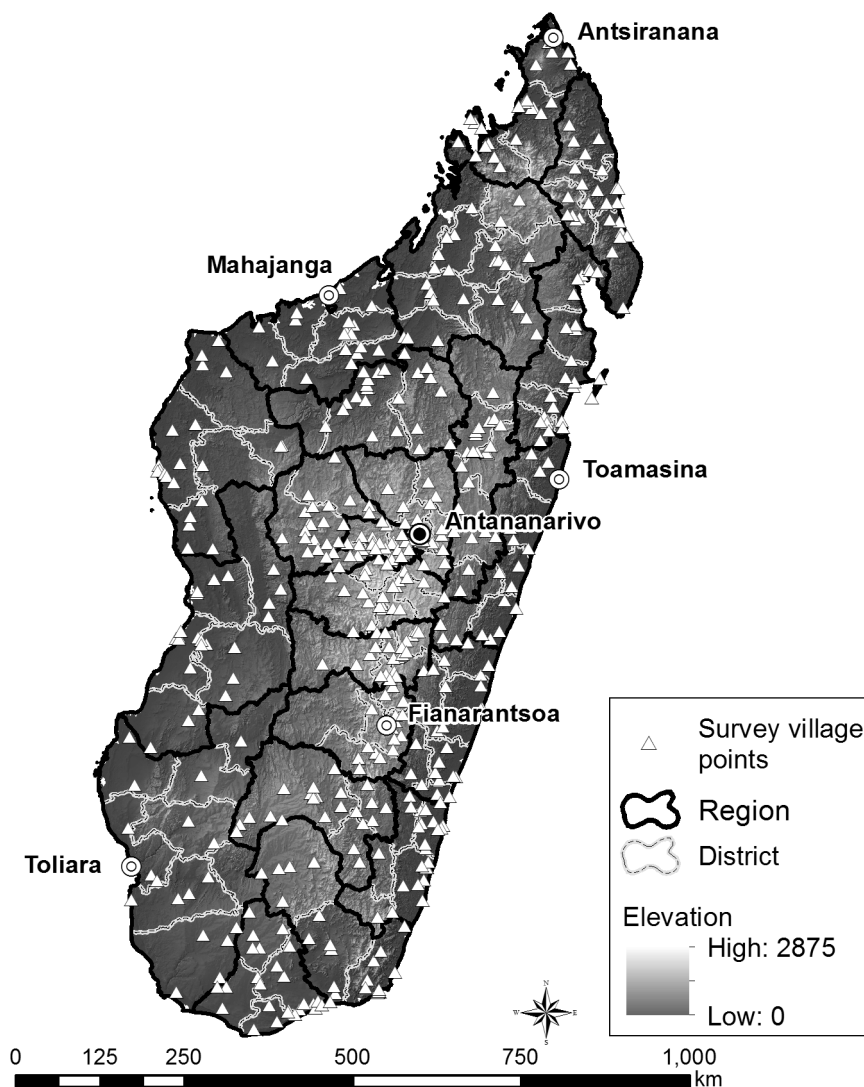 Antsiranana
Mahajanga
Toamasina
Antananarivo
Fianarantsoa
Toliara
Survey village
points
Region
District
Elevation
High: 2875
Low: 0
N
W E
S
0 125 250 500 750 1,000
km